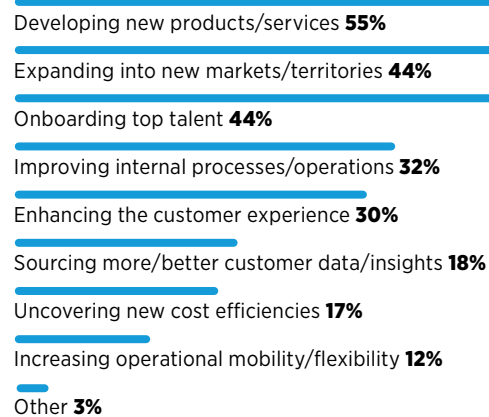 Developing new products/services 55%
Expanding into new markets/territories 44%
Onboarding top talent 44%
Improving internal processes/operations 32%
Enhancing the customer experience 30%
Sourcing more/better customer data/insights 18%
Uncovering new cost efficiencies 17%
Increasing operational mobility/flexibility 12%
Other 3%